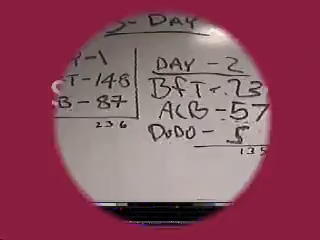 - DAY
Y-1
T-148
B-87
236
DAY - 2
BfT - 73
ACB - 57
DODO - 5
135